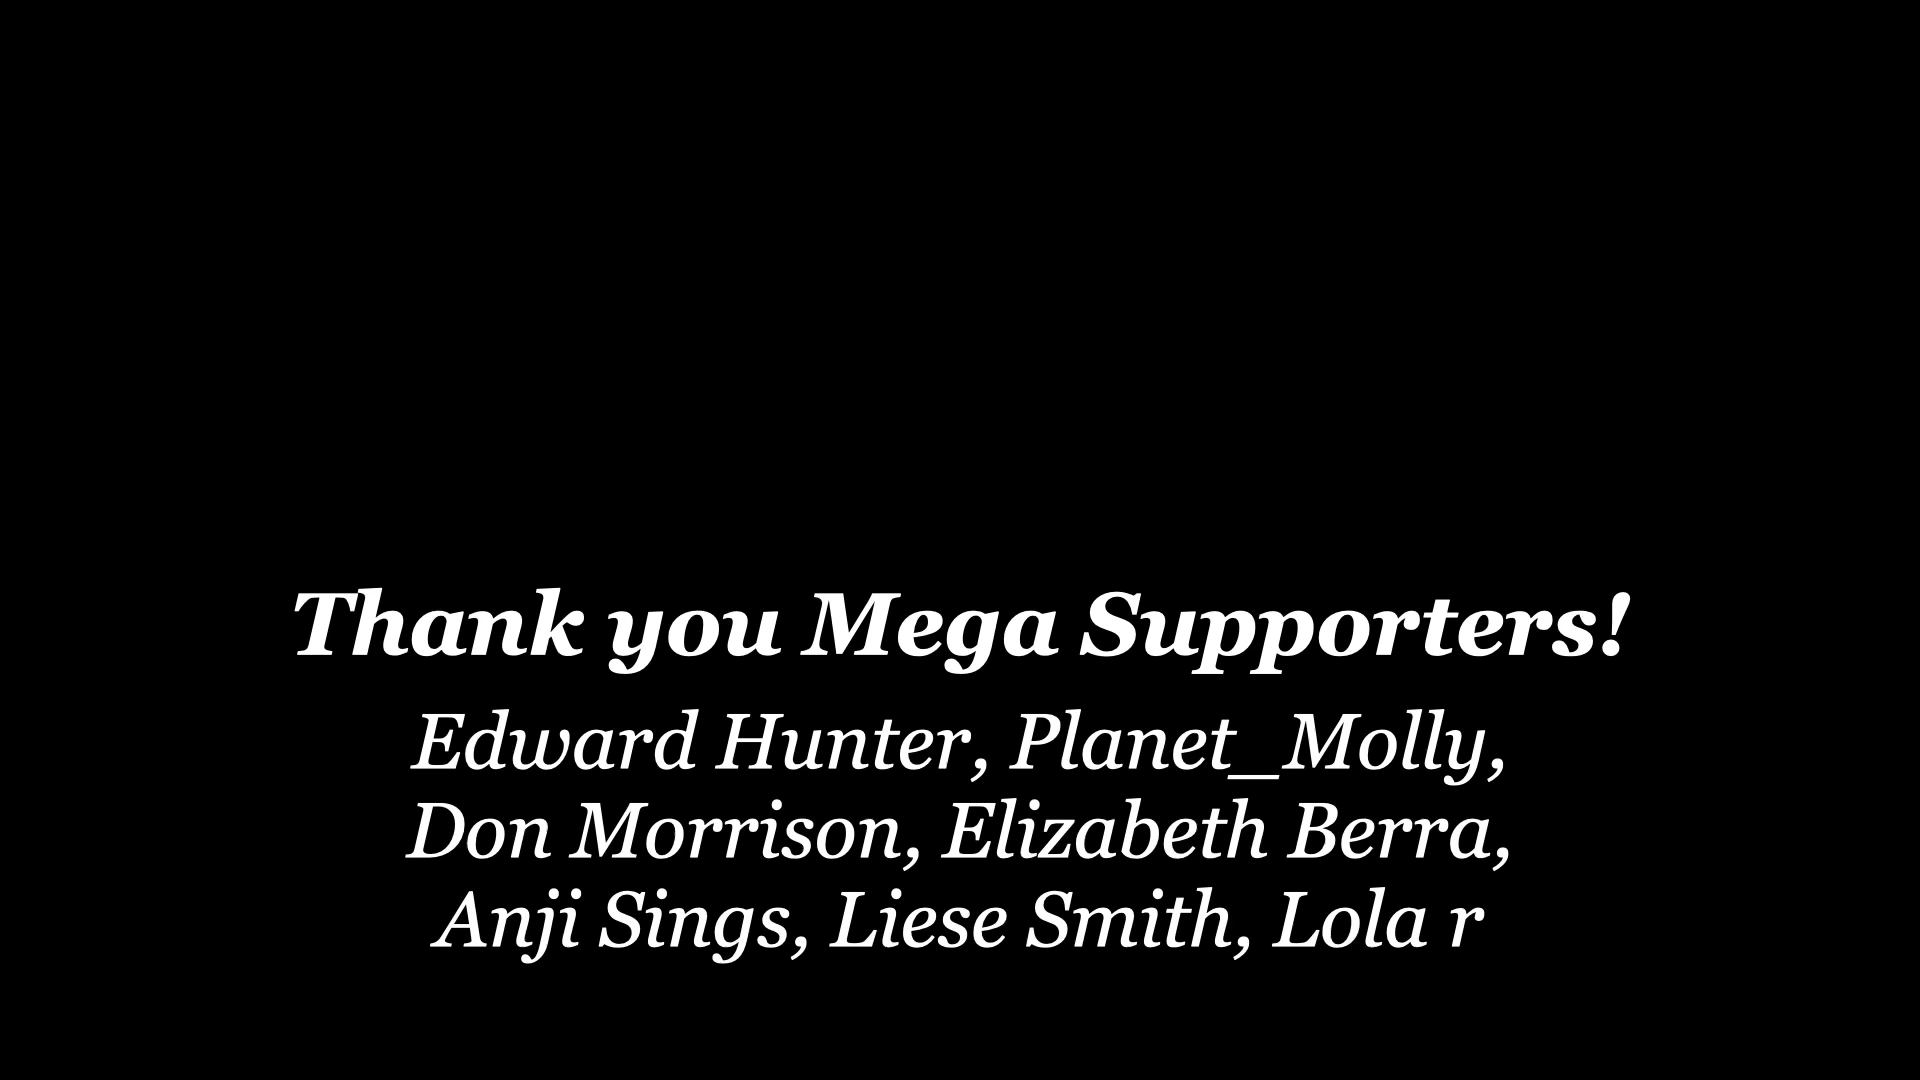 Thank you Mega Supporters!
Edward Hunter, Planet_Molly,
Don Morrison, Elizabeth Berra,
Anji Sings, Liese Smith, Lola r